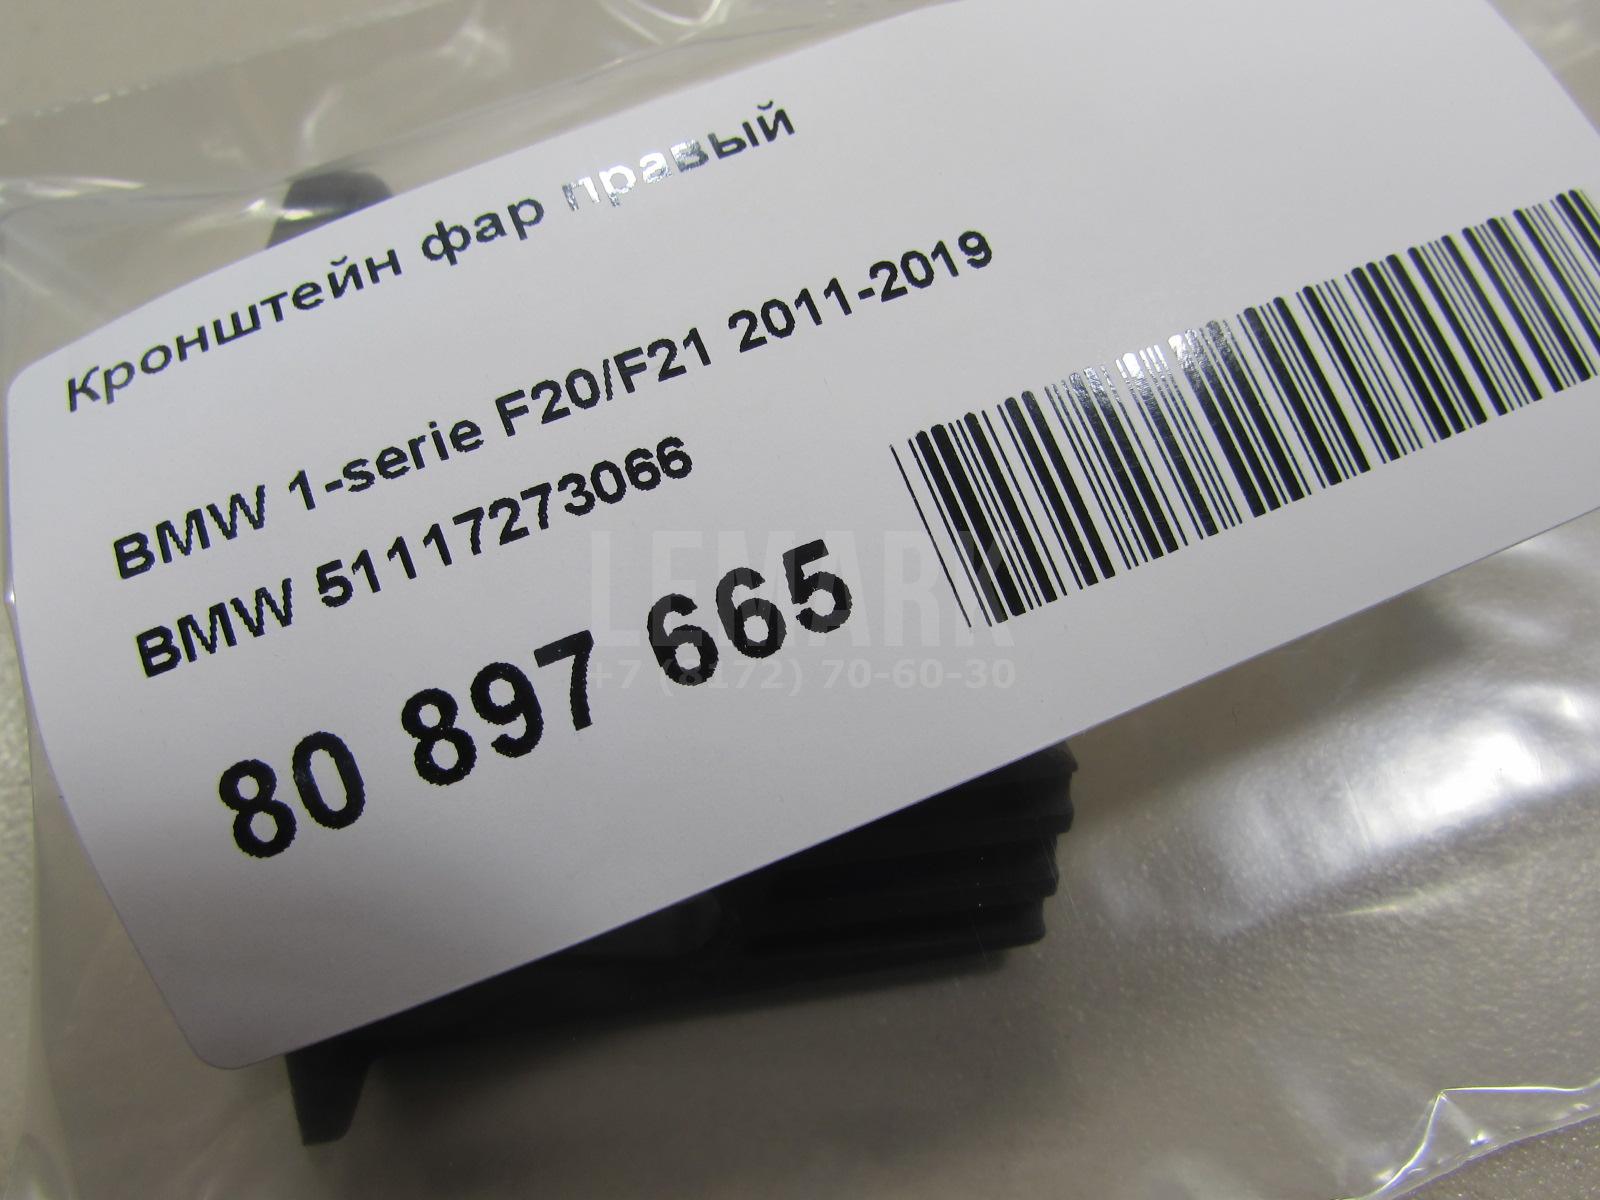 Кронштейн фар правый
BMW 1-serie F20/F21 2011-2019
BMW 51117273066
80 897 665
LEMARK
+7 (8172) 70-60-30